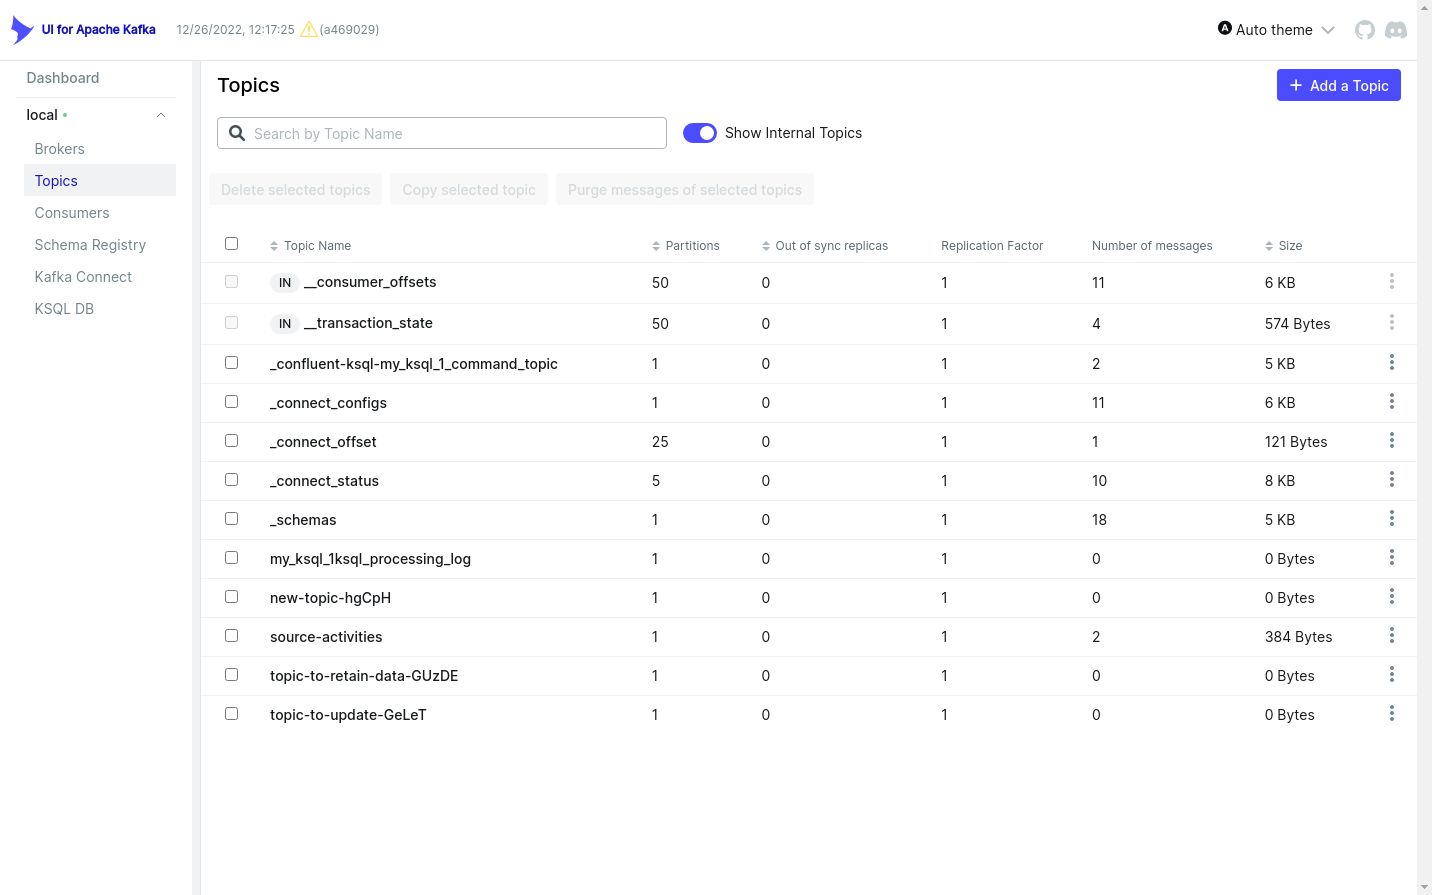 UI for Apache Kafka 12/26/2022, 12:17:25 (a469029) A Auto theme
Dashboard
local
Brokers
Topics
Consumers
Schema Registry
Kafka Connect
KSQL DB
Topics
Add a Topic
Search by Topic Name Show Internal Topics
Delete selected topics Copy selected topic Purge messages of selected topics
Topic Name Partitions Out of sync replicas Replication Factor Number of messages Size
IN __consumer_offsets 50 0 1 11 6 KB
IN __transaction_state 50 0 1 4 574 Bytes
_confluent-ksql-my_ksql_1_command_topic 1 0 1 2 5 KB
_connect_configs 1 0 1 11 6 KB
_connect_offset 25 0 1 1 121 Bytes
_connect_status 5 0 1 10 8 KB
_schemas 1 0 1 18 5 KB
my_ksql_1ksql_processing_log 1 0 1 0 0 Bytes
new-topic-hgCpH 1 0 1 0 0 Bytes
source-activities 1 0 1 2 384 Bytes
topic-to-retain-data-GUzDE 1 0 1 0 0 Bytes
topic-to-update-GeLeT 1 0 1 0 0 Bytes